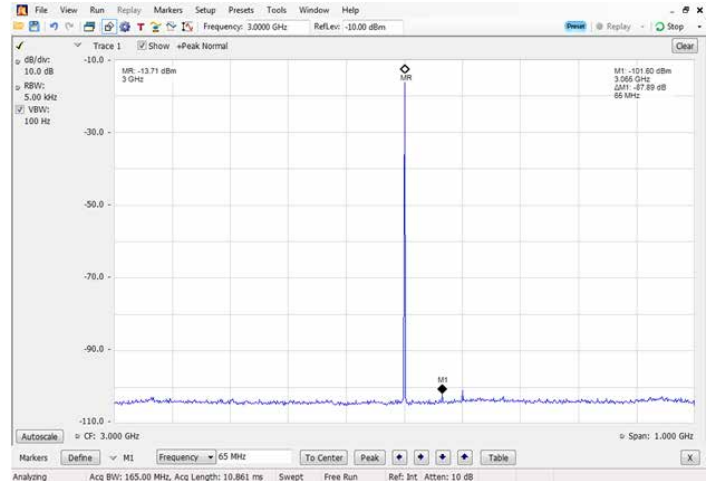 File View Run Replay Markers Setup Presets Tools Window Help
Frequency: 3.0000 GHz RefLev: -10.00 dBm Preset Replay Stop
Trace 1 Show +Peak Normal Clear
dB/div:
10.0 dB
RBW:
5.00 kHz
VBW:
100 Hz
-10.0
-30.0
-50.0
-70.0
-90.0
-110.0
MR: -13.71 dBm
3 GHz
MR
M1: -101.60 dBm
3.065 GHz
ΔM1: -87.89 dB
65 MHz
M1
Autoscale CF: 3.000 GHz Span: 1.000 GHz
Markers Define M1 Frequency 65 MHz To Center Peak Table X
Analyzing Acq BW: 165.00 MHz, Acq Length: 10.861 ms Swept Free Run Ref: Int Atten: 10 dB